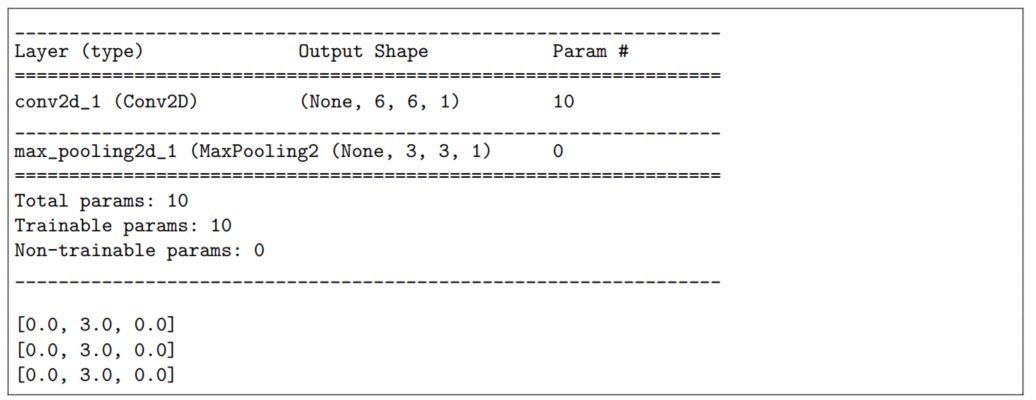 _________________________________________________________________
Layer (type)                 Output Shape              Param #
=================================================================
conv2d_1 (Conv2D)            (None, 6, 6, 1)           10
_________________________________________________________________
max_pooling2d_1 (MaxPooling2 (None, 3, 3, 1)           0
=================================================================
Total params: 10
Trainable params: 10
Non-trainable params: 0
_________________________________________________________________
[0.0, 3.0, 0.0]
[0.0, 3.0, 0.0]
[0.0, 3.0, 0.0]